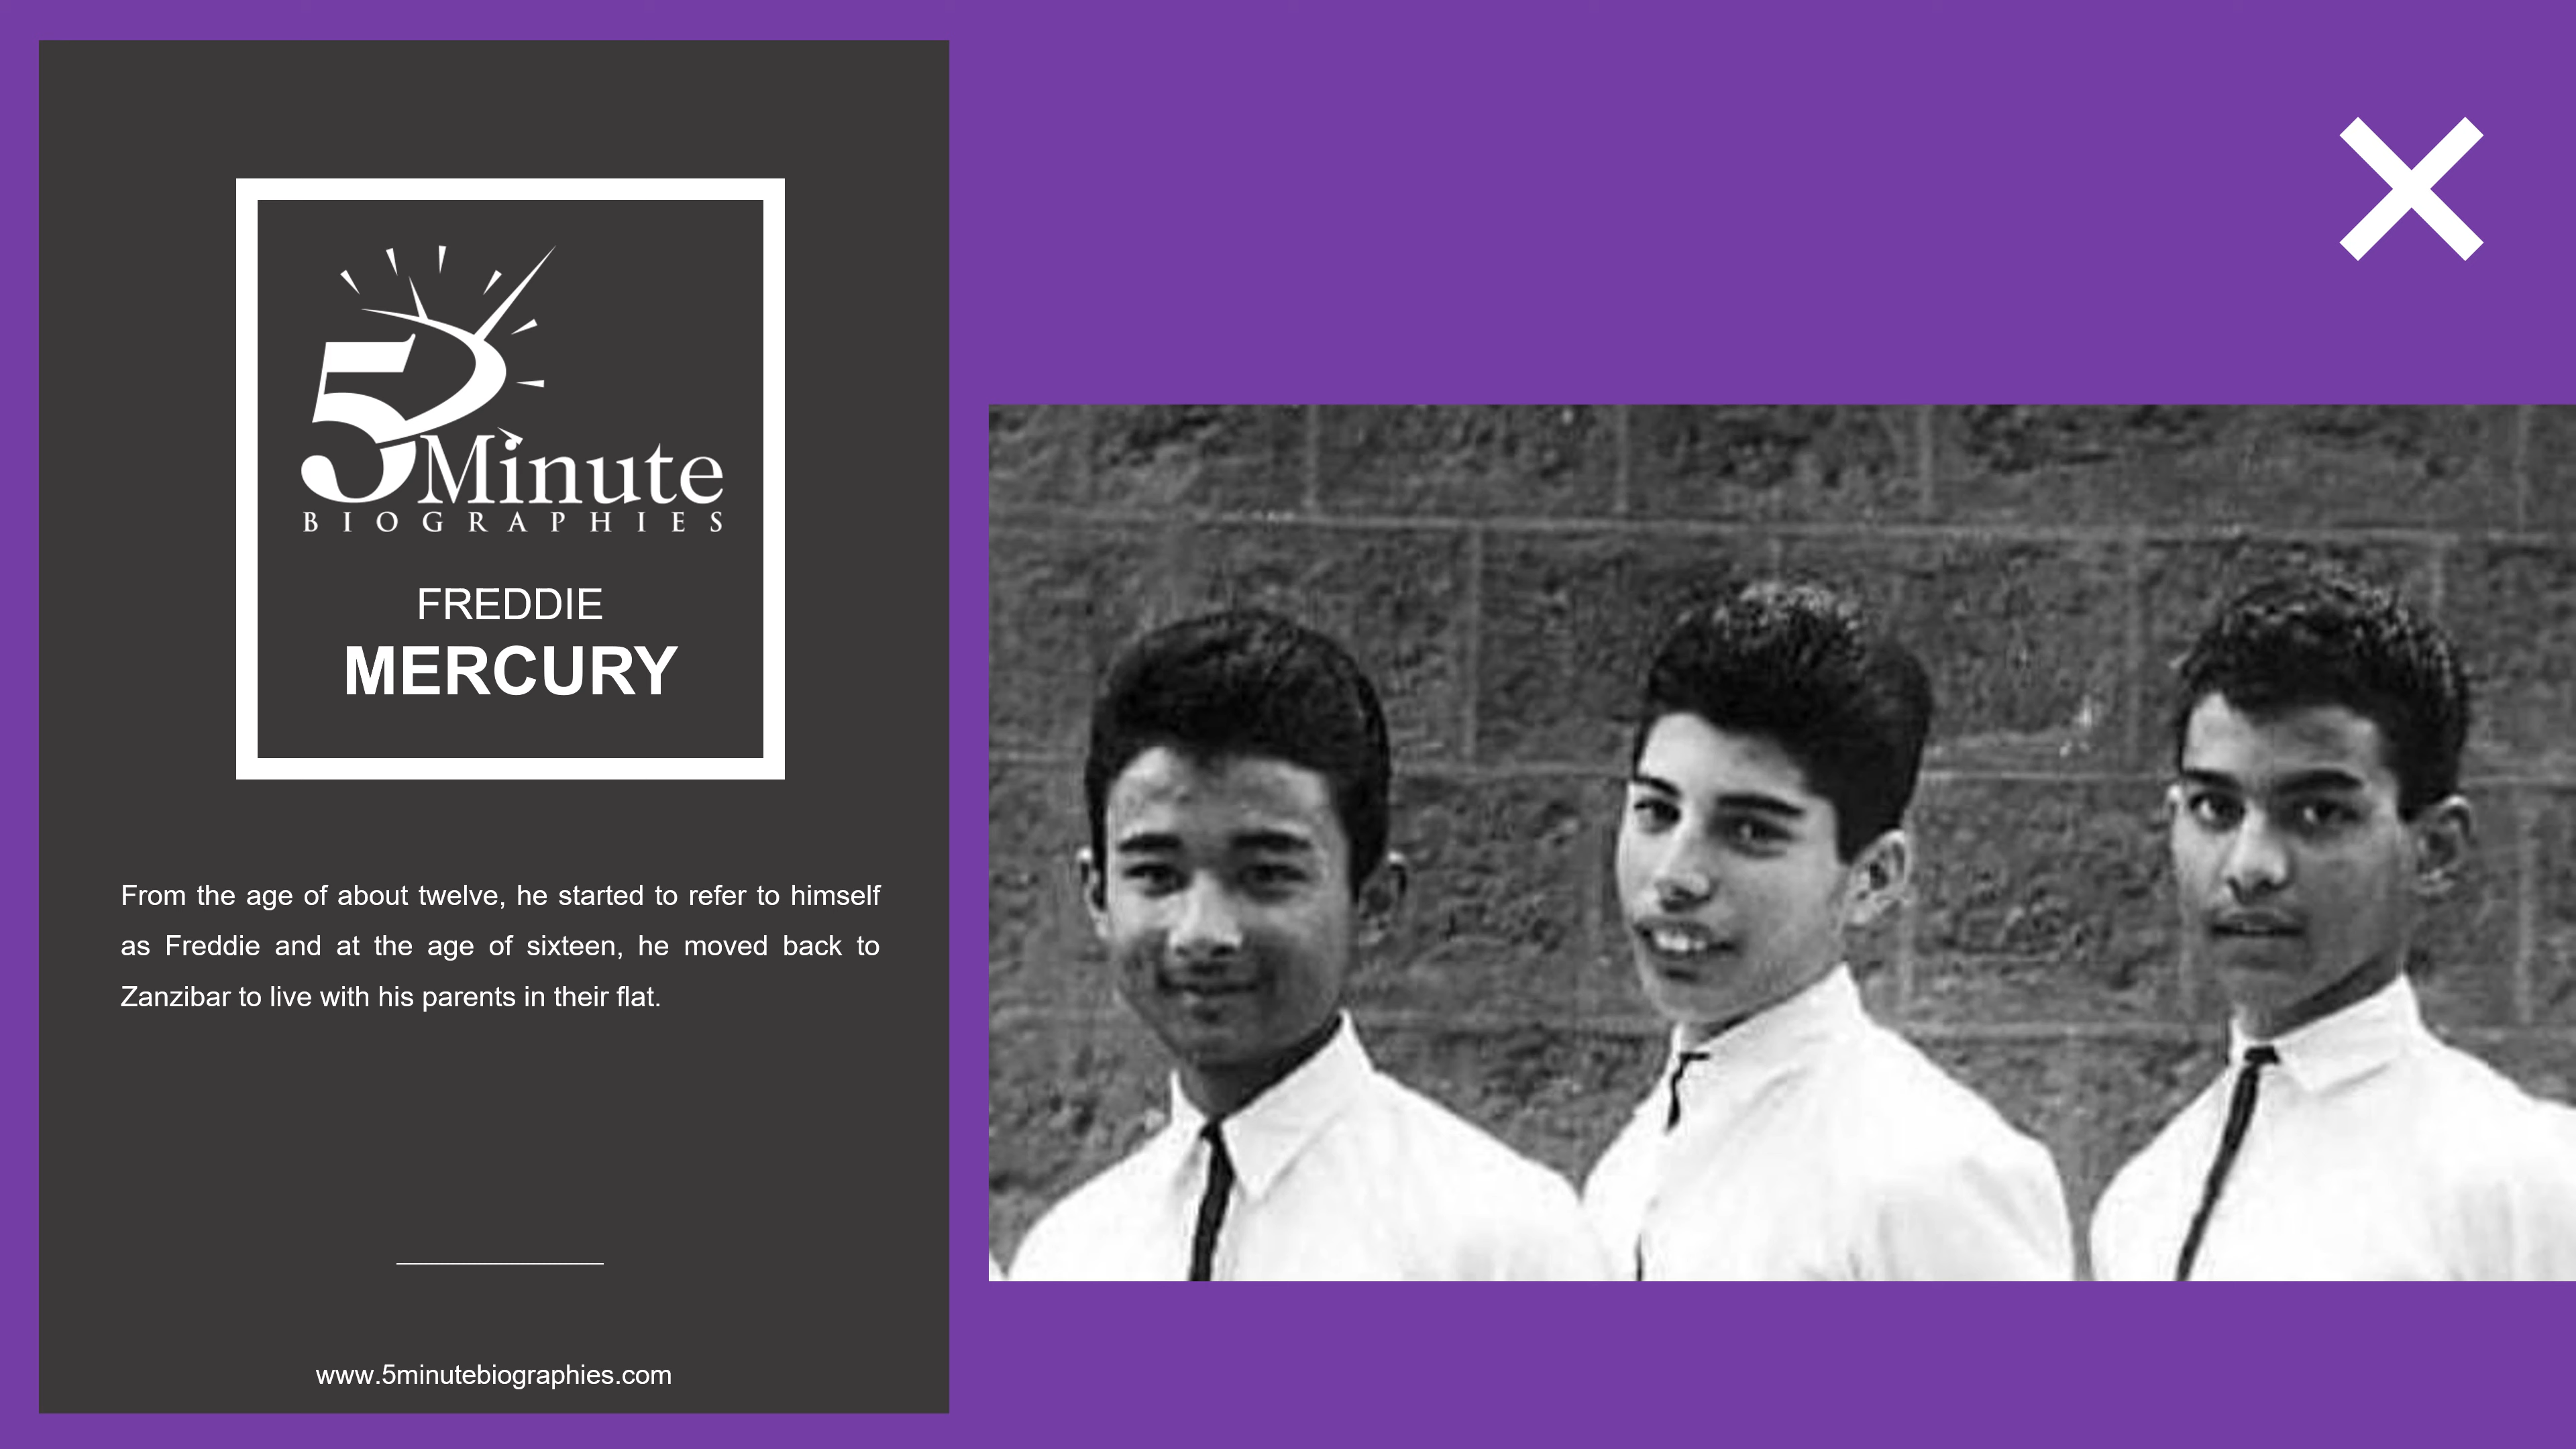 5 Minute
BIOGRAPHIES
FREDDIE
MERCURY
From the age of about twelve, he started to refer to himself
as Freddie and at the age of sixteen, he moved back to
Zanzibar to live with his parents in their flat.
www.5minutebiographies.com